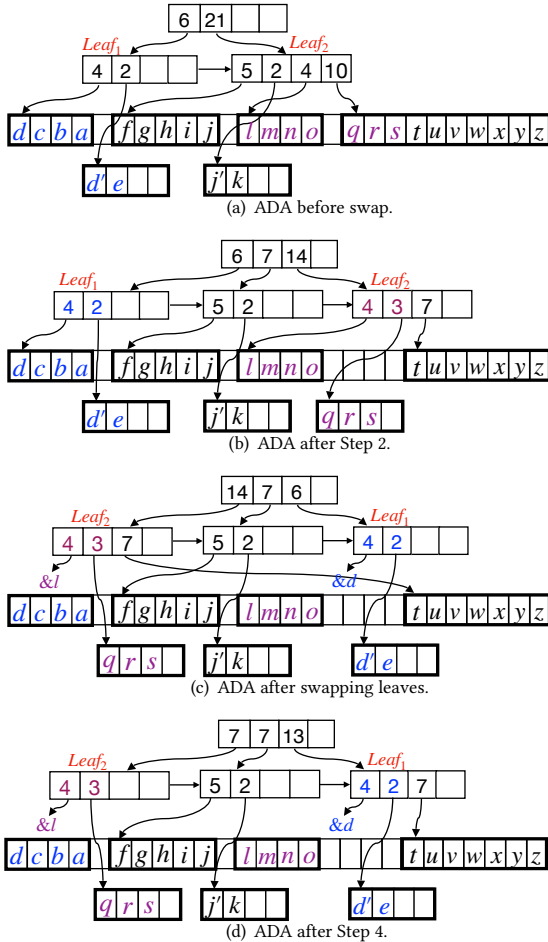 6 21
Leaf₁ Leaf₂
4 2 5 2 4 10
d c b a f g h i j l m n o q r s t u v w x y z
d' e j' k
(a) ADA before swap.
6 7 14
Leaf₁ Leaf₂
4 2 5 2 4 3 7
d c b a f g h i j l m n o t u v w x y z
d' e j' k q r s
(b) ADA after Step 2.
14 7 6
Leaf₂ Leaf₁
4 3 7 5 2 4 2
&l &d
d c b a f g h i j l m n o t u v w x y z
q r s j' k d' e
(c) ADA after swapping leaves.
7 7 13
Leaf₂ Leaf₁
4 3 5 2 4 2 7
&l &d
d c b a f g h i j l m n o t u v w x y z
q r s j' k d' e
(d) ADA after Step 4.